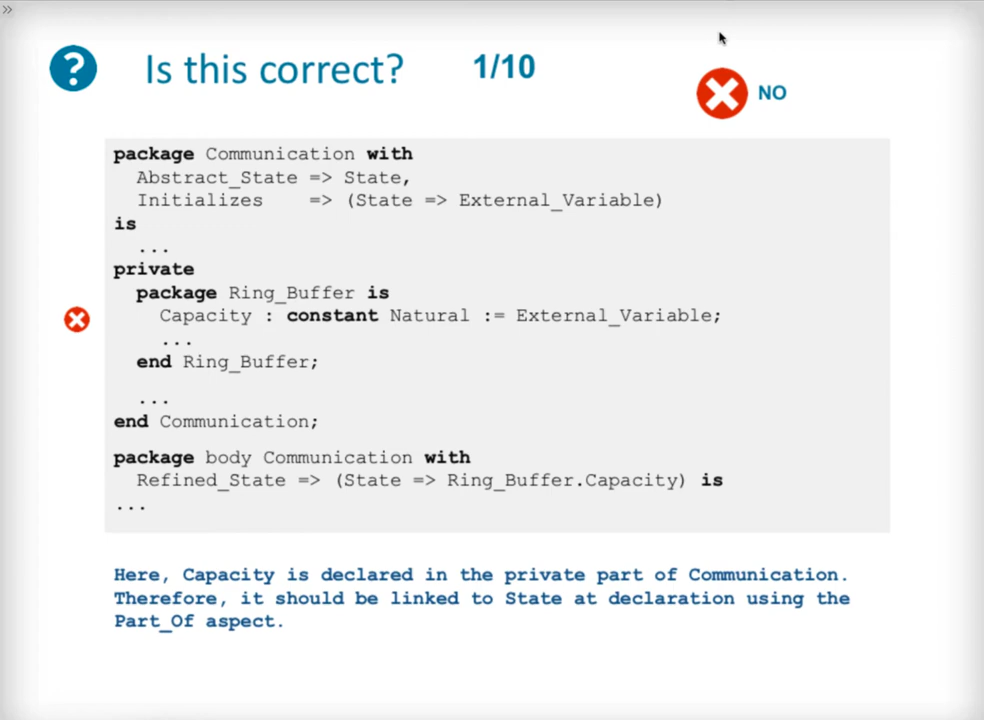 »
? Is this correct? 1/10
NO
package Communication with
Abstract_State => State,
Initializes => (State => External_Variable)
is
...
private
package Ring_Buffer is
Capacity : constant Natural := External_Variable;
...
end Ring_Buffer;
...
end Communication;
package body Communication with
Refined_State => (State => Ring_Buffer.Capacity) is
...
Here, Capacity is declared in the private part of Communication.
Therefore, it should be linked to State at declaration using the
Part_Of aspect.